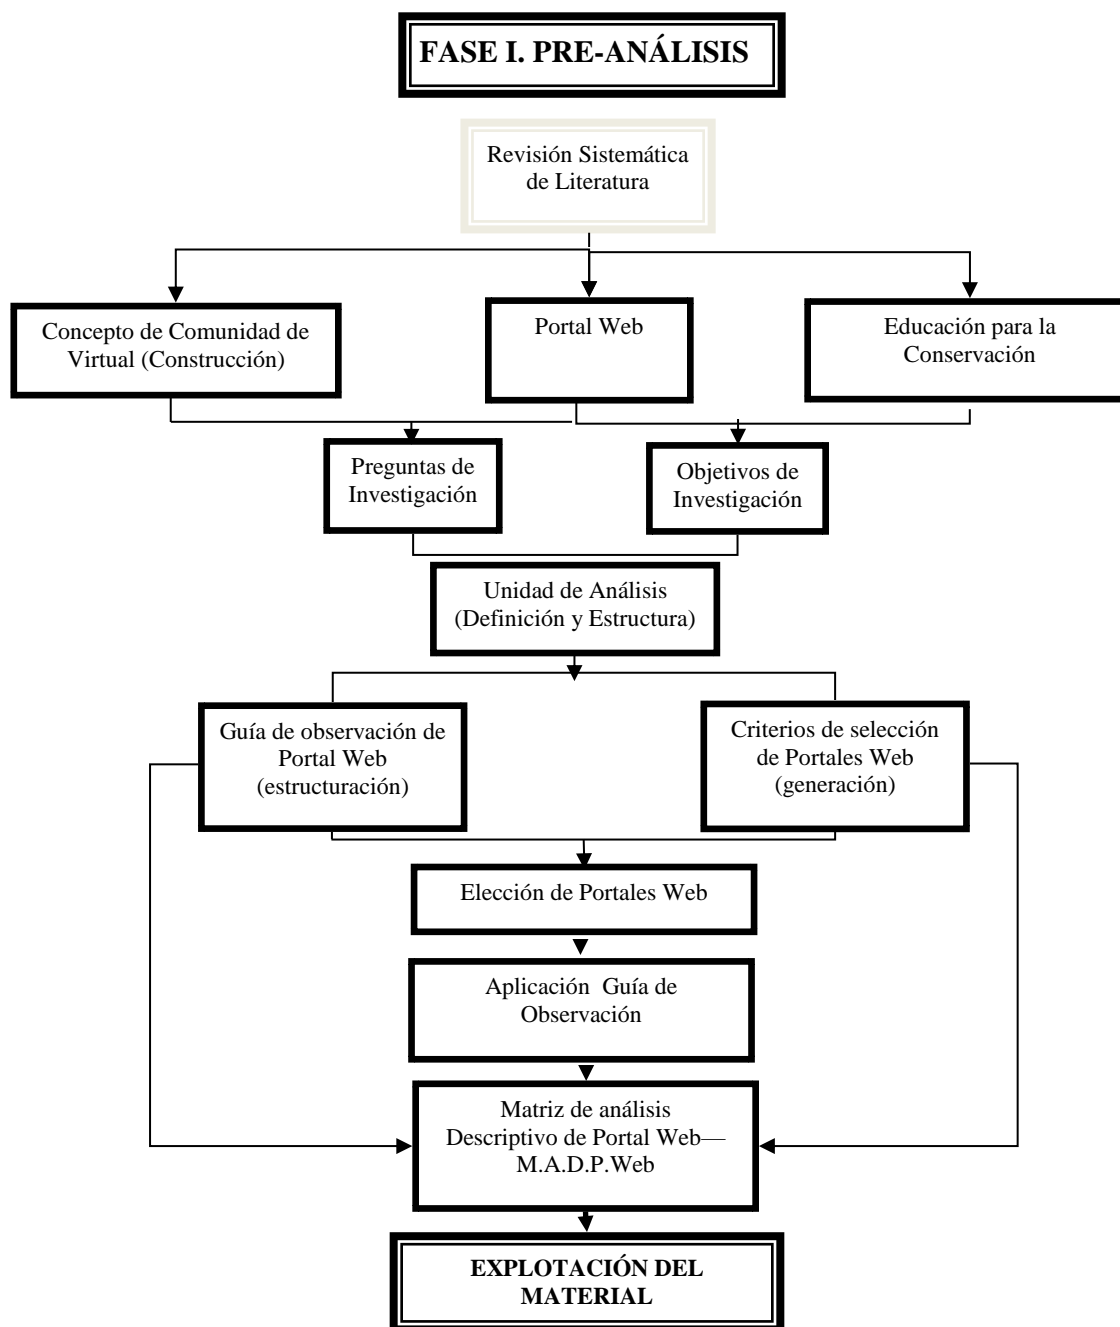 FASE I. PRE-ANÁLISIS
Revisión Sistemática
de Literatura
Concepto de Comunidad de
Virtual (Construcción)
Portal Web
Educación para la
Conservación
Preguntas de
Investigación
Objetivos de
Investigación
Unidad de Análisis
(Definición y Estructura)
Guía de observación de
Portal Web
(estructuración)
Criterios de selección
de Portales Web
(generación)
Elección de Portales Web
Aplicación  Guía de
Observación
Matriz de análisis
Descriptivo de Portal Web—
M.A.D.P.Web
EXPLOTACIÓN DEL
MATERIAL